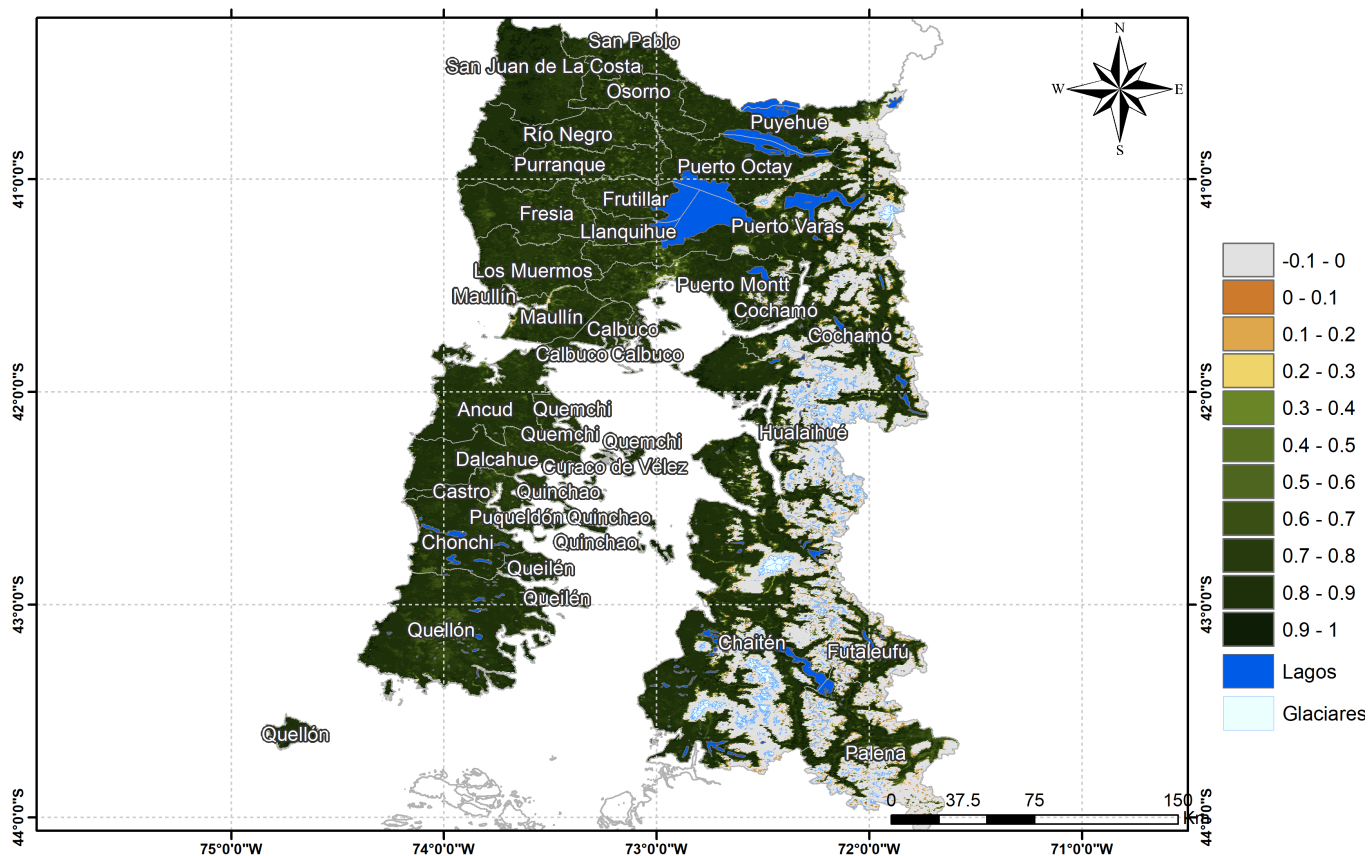 N
W
E
S
San Pablo
San Juan de La Costa
Osorno
Puyehue
Río Negro
Purranque
Puerto Octay
Frutillar
Fresia
Llanquihue
Puerto Varas
Los Muermos
Puerto Montt
Maullín
Cochamó
Maullín
Calbuco
Cochamó
Calbuco Calbuco
Ancud
Quemchi
Hualaihué
Quemchi
Quemchi
Dalcahue
Curaco de Vélez
Castro
Quinchao
Puqueldón
Quinchao
Chonchi
Quinchao
Queilén
Queilén
Quellón
Chaitén
Futaleufú
Quellón
Palena
0 37.5 75 150
Km
41°0'0"S
42°0'0"S
43°0'0"S
44°0'0"S
41°0'0"S
42°0'0"S
43°0'0"S
44°0'0"S
75°0'0"W
74°0'0"W
73°0'0"W
72°0'0"W
71°0'0"W
-0.1 - 0
0 - 0.1
0.1 - 0.2
0.2 - 0.3
0.3 - 0.4
0.4 - 0.5
0.5 - 0.6
0.6 - 0.7
0.7 - 0.8
0.8 - 0.9
0.9 - 1
Lagos
Glaciares